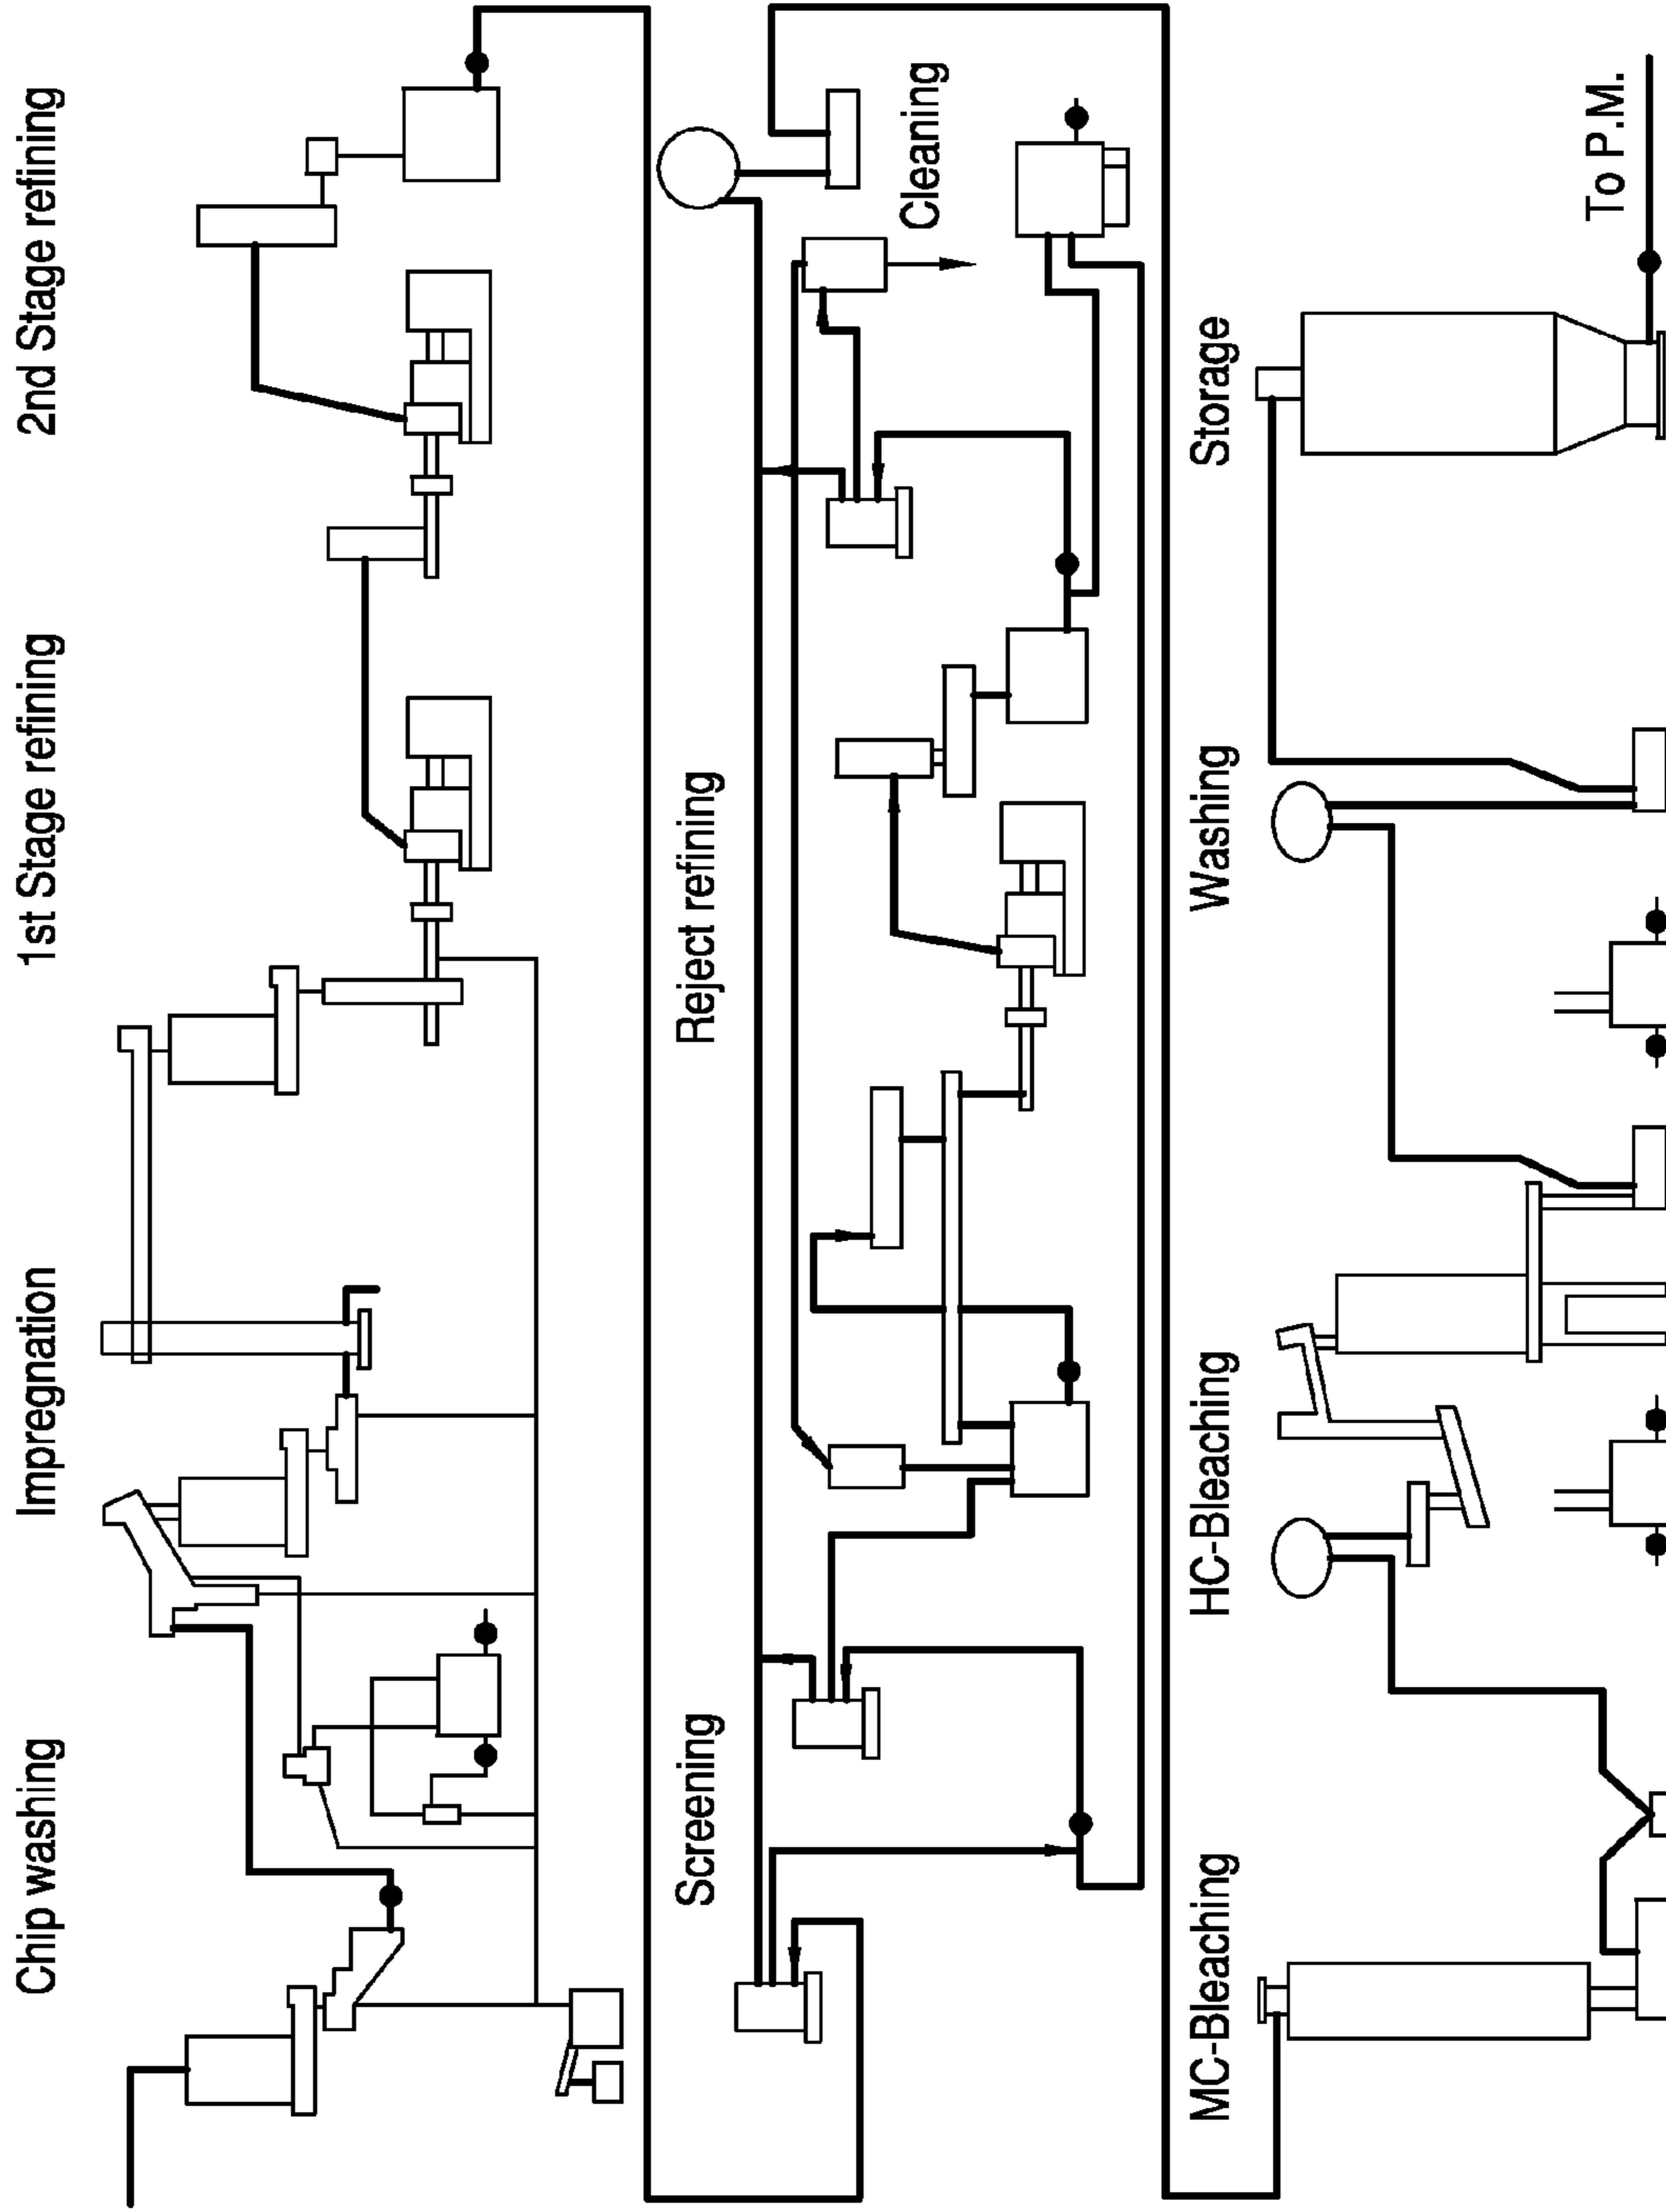 Chip washing
Impregnation
1st Stage refining
2nd Stage refining
Screening
Reject refining
Cleaning
MC-Bleaching
HC-Bleaching
Washing
Storage
To P.M.